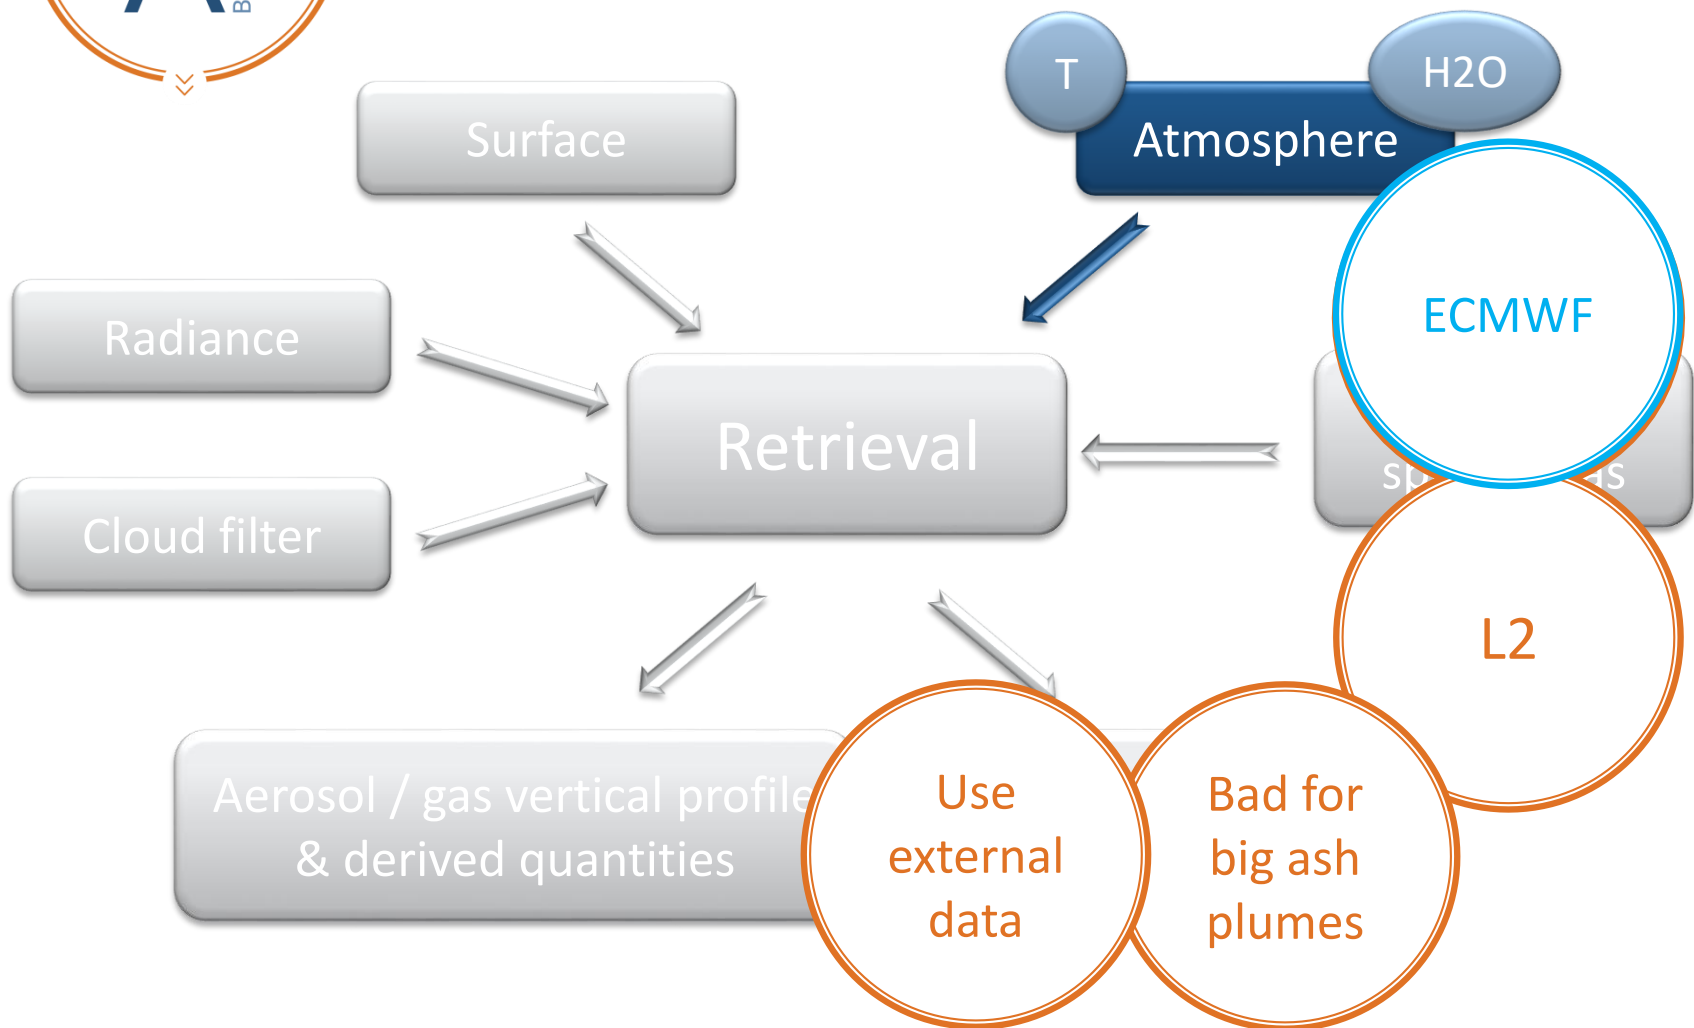 T
H2O
Surface
Atmosphere
ECMWF
Radiance
Retrieval
Cloud filter
L2
Aerosol / gas vertical profile
& derived quantities
Use
external
data
Bad for
big ash
plumes